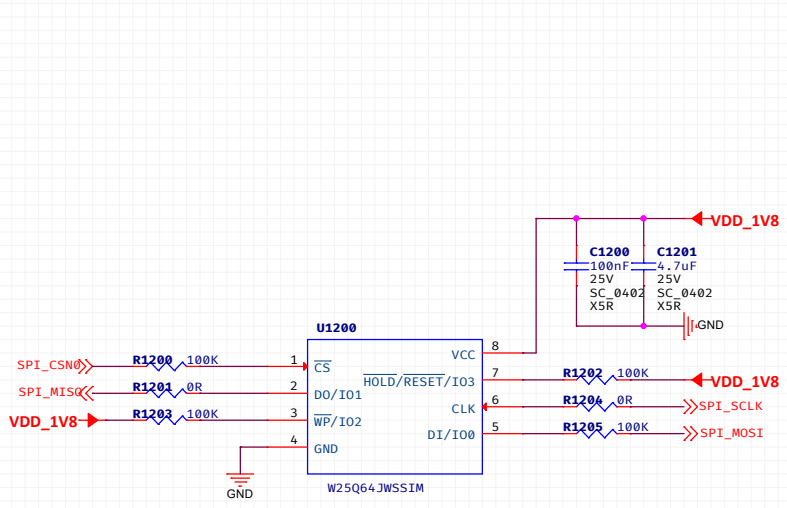 VDD_1V8
C1200
100nF
25V
SC_0402
X5R
C1201
4.7uF
25V
SC_0402
X5R
GND
U1200
SPI_CSN0
R1200 100K
1
CS
VCC
8
SPI_MISO
R1201 0R
2
DO/IO1
HOLD/RESET/IO3
7
R1202 100K
VDD_1V8
VDD_1V8
R1203 100K
3
WP/IO2
CLK
6
R1204 0R
SPI_SCLK
4
GND
DI/IO0
5
R1205 100K
SPI_MOSI
GND
W25Q64JWSSIM